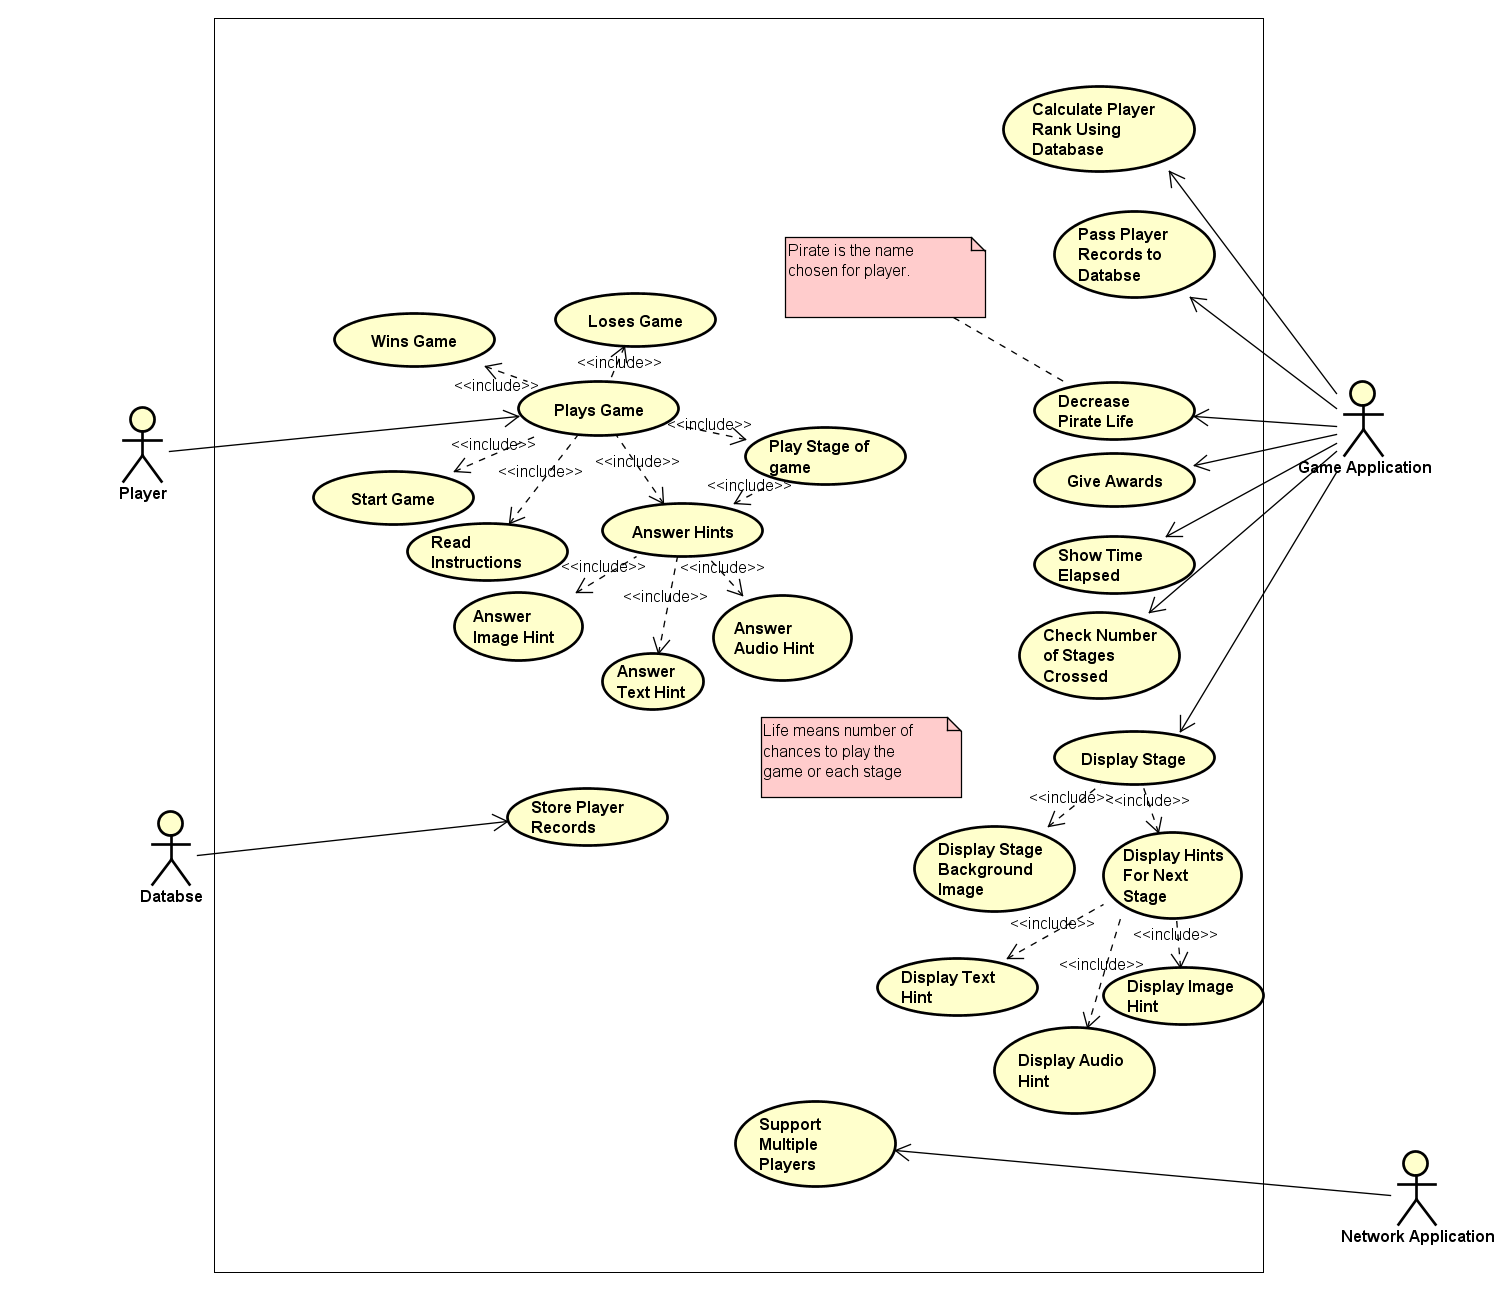 Calculate Player
Rank Using
Database
Pass Player
Records to
Databse
Pirate is the name
chosen for player.
Loses Game
Wins Game
<<include>>
<<include>>
Plays Game
Decrease
Pirate Life
<<include>>
<<include>>
Play Stage of
game
<<include>>
<<include>>
Game Application
Player
Start Game
<<include>>
Give Awards
Answer Hints
Read
Instructions
Show Time
Elapsed
<<include>>
<<include>>
<<include>>
Answer
Image Hint
Answer
Audio Hint
Answer
Text Hint
Check Number
of Stages
Crossed
Life means number of
chances to play the
game or each stage
Display Stage
<<include>>
<<include>>
Store Player
Records
Display Stage
Background
Image
Display Hints
For Next
Stage
Databse
<<include>>
<<include>>
<<include>>
Display Text
Hint
Display Image
Hint
Display Audio
Hint
Support
Multiple
Players
Network Application